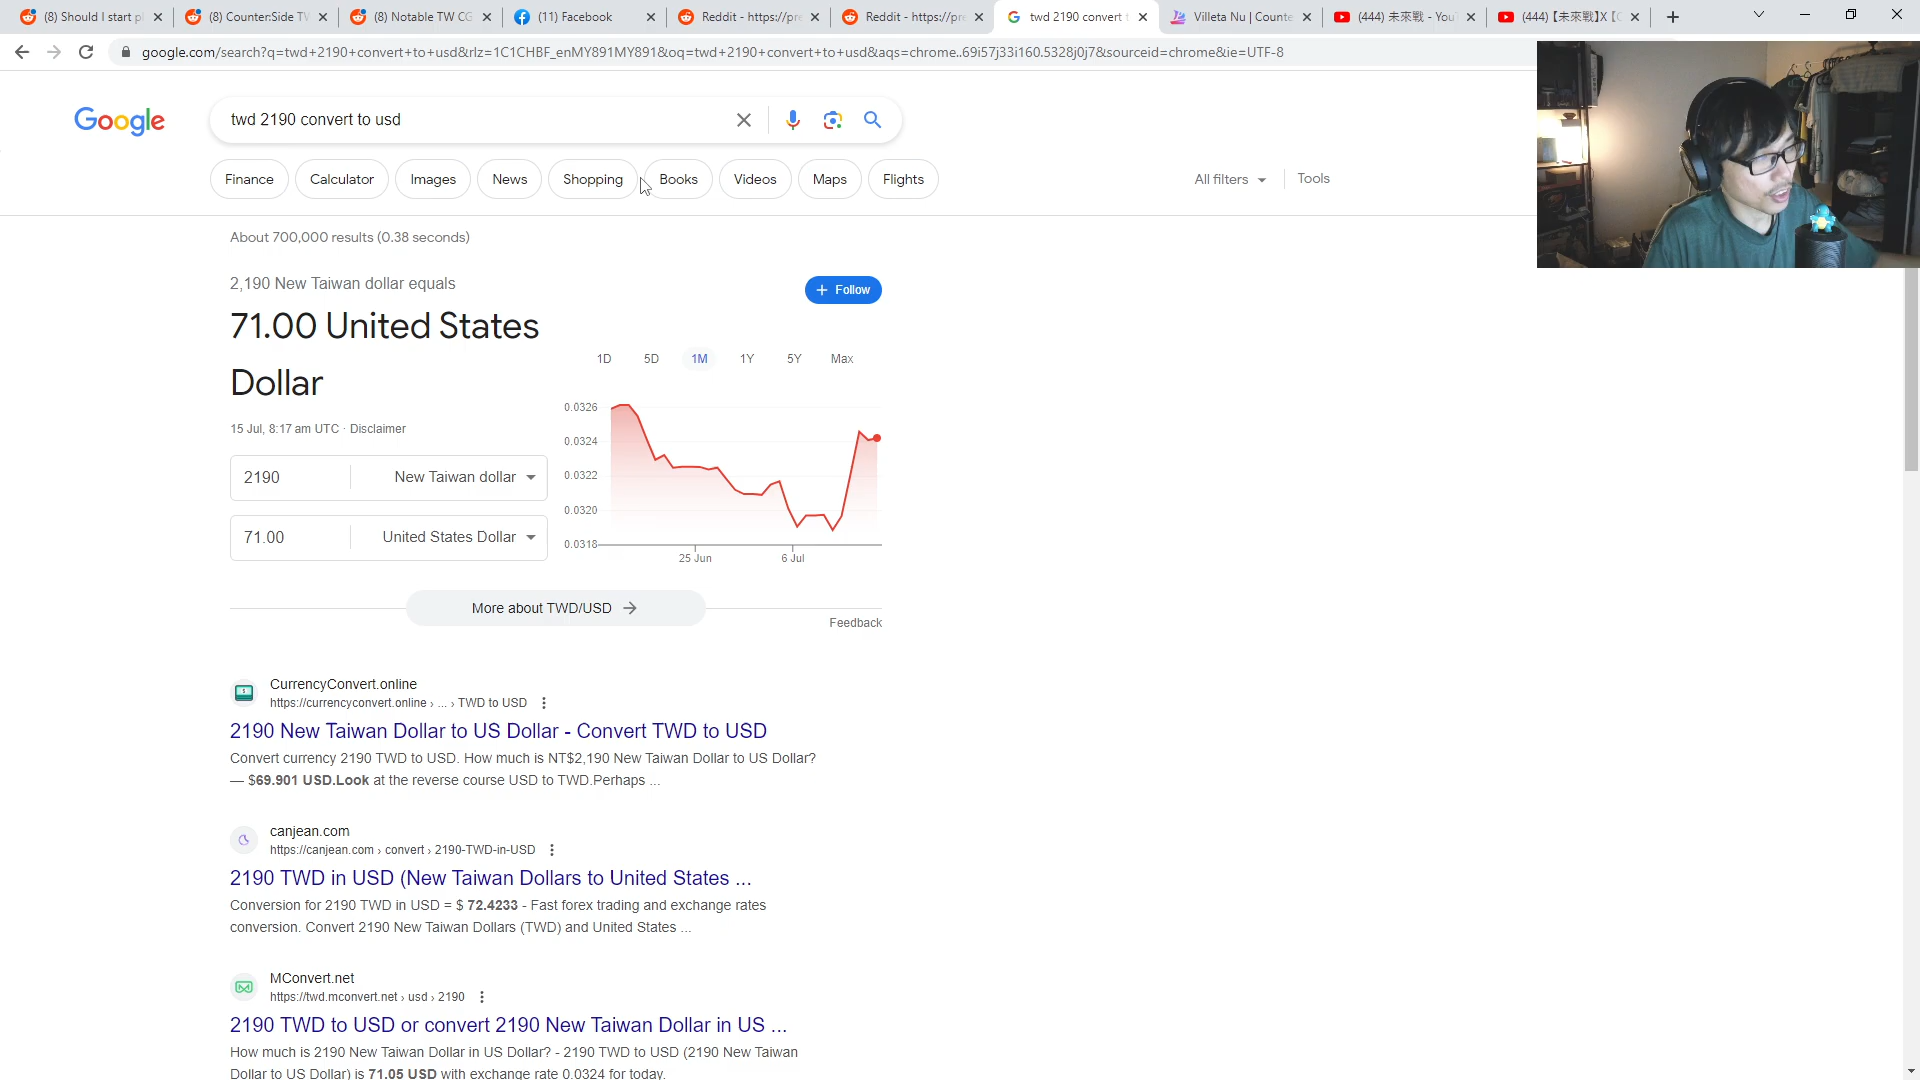 (8) Should I start pl
(8) Counter:Side TW
(8) Notable TW CG
(11) Facebook
Reddit - https://pre
Reddit - https://pre
twd 2190 convert t
Villeta Nu | Counte
(444) 未來戰 - YouT
(444)【未來戰】X【C
google.com/search?q=twd+2190+convert+to+usd&rlz=1C1CHBF_enMY891MY891&oq=twd+2190+convert+to+usd&aqs=chrome..69i57j33i160.5328j0j7&sourceid=chrome&ie=UTF-8
Google
twd 2190 convert to usd
Finance
Calculator
Images
News
Shopping
Books
Videos
Maps
Flights
All filters
Tools
About 700,000 results (0.38 seconds)
2,190 New Taiwan dollar equals
Follow
71.00 United States
Dollar
1D 5D 1M 1Y 5Y Max
15 Jul, 8:17 am UTC · Disclaimer
2190 New Taiwan dollar
71.00 United States Dollar
0.0326
0.0324
0.0322
0.0320
0.0318
25 Jun 6 Jul
More about TWD/USD
Feedback
CurrencyConvert.online
https://currencyconvert.online › ... › TWD to USD
2190 New Taiwan Dollar to US Dollar - Convert TWD to USD
Convert currency 2190 TWD to USD. How much is NT$2,190 New Taiwan Dollar to US Dollar?
— $69.901 USD.Look at the reverse course USD to TWD.Perhaps ...
canjean.com
https://canjean.com › convert › 2190-TWD-in-USD
2190 TWD in USD (New Taiwan Dollars to United States ...
Conversion for 2190 TWD in USD = $ 72.4233 - Fast forex trading and exchange rates
conversion. Convert 2190 New Taiwan Dollars (TWD) and United States ...
MConvert.net
https://twd.mconvert.net › usd › 2190
2190 TWD to USD or convert 2190 New Taiwan Dollar in US ...
How much is 2190 New Taiwan Dollar in US Dollar? - 2190 TWD to USD (2190 New Taiwan
Dollar to US Dollar) is 71.05 USD with exchange rate 0.0324 for today.